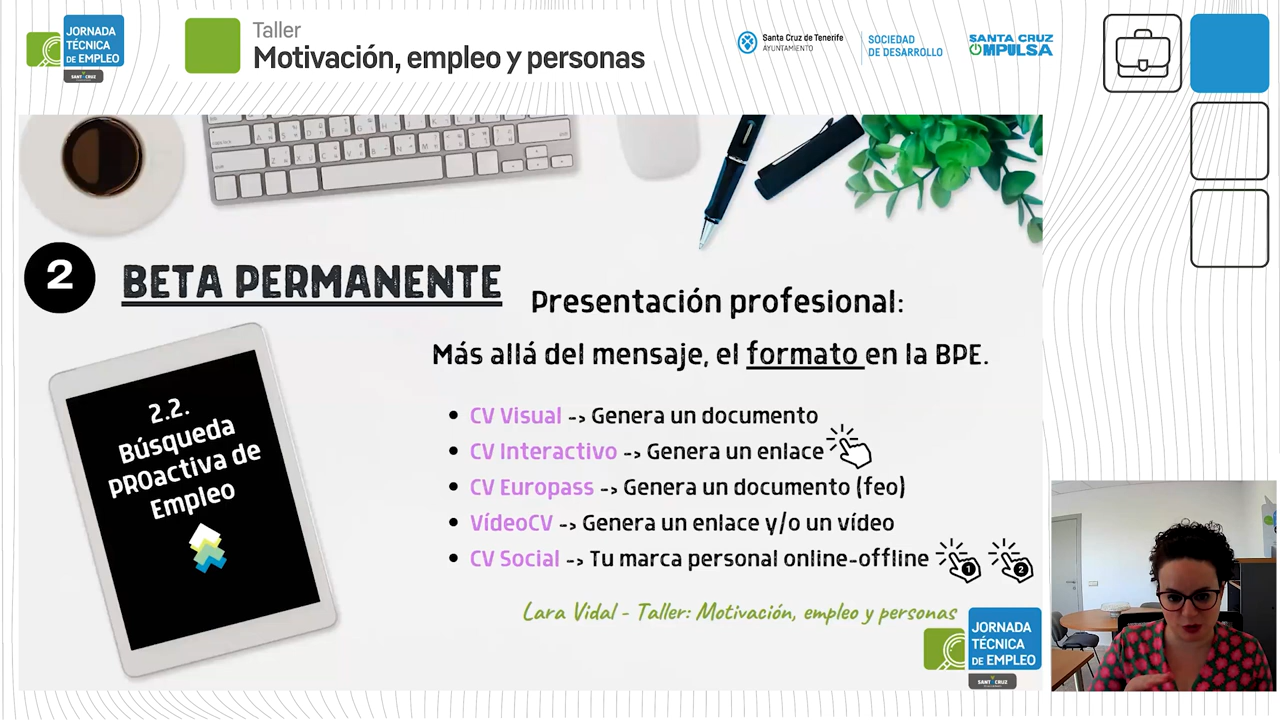 JORNADA
TÉCNICA
DE EMPLEO
SANTA CRUZ
Taller
Motivación, empleo y personas
Santa Cruz de Tenerife
AYUNTAMIENTO
SOCIEDAD
DE DESARROLLO
SANTA CRUZ
IMPULSA
2
BETA PERMANENTE
Presentación profesional:
Más allá del mensaje, el formato en la BPE.
2.2.
Búsqueda
PROactiva de
Empleo
• CV Visual -> Genera un documento
• CV Interactivo -> Genera un enlace
• CV Europass -> Genera un documento (feo)
• VídeoCV -> Genera un enlace y/o un vídeo
• CV Social -> Tu marca personal online-offline
1
2
Lara Vidal - Taller: Motivación, empleo y personas
JORNADA
TÉCNICA
DE EMPLEO
SANTA CRUZ